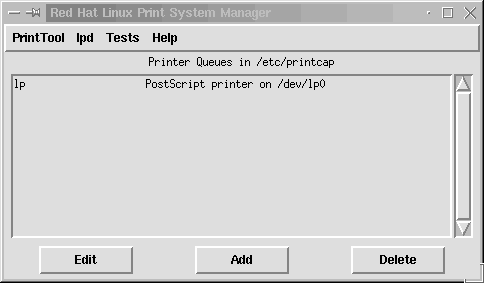 Red Hat Linux Print System Manager
PrintTool lpd Tests Help
Printer Queues in /etc/printcap
lp PostScript printer on /dev/lp0
Edit Add Delete